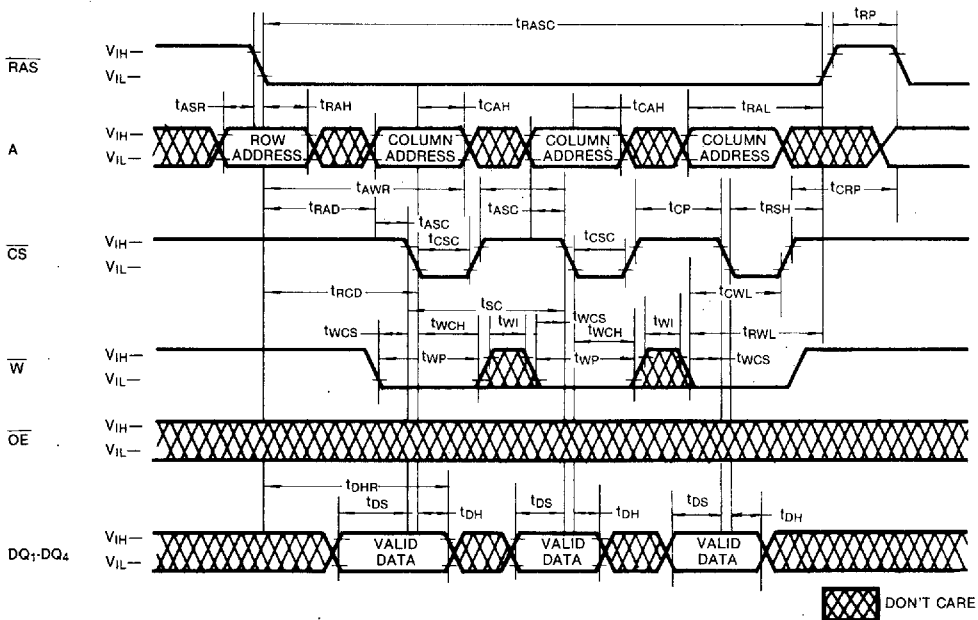 tRASC
tRP
RAS
VIH
VIL
tASR
tRAH
tCAH
tCAH
tRAL
A
VIH
VIL
ROW
ADDRESS
COLUMN
ADDRESS
COLUMN
ADDRESS
COLUMN
ADDRESS
tAWR
tRAD
tASC
tASC
tCP
tRSH
tCRP
CS
VIH
VIL
tCSC
tCSC
tRCD
tSC
tCWL
tWCS
tWCH
tWI
tWCS
tWCH
tWI
tRWL
W
VIH
VIL
tWP
tWP
tWCS
OE
VIH
VIL
tDHR
tDS
tDH
tDS
tDH
tDS
tDH
DQ1-DQ4
VIH
VIL
VALID
DATA
VALID
DATA
VALID
DATA
DON'T CARE